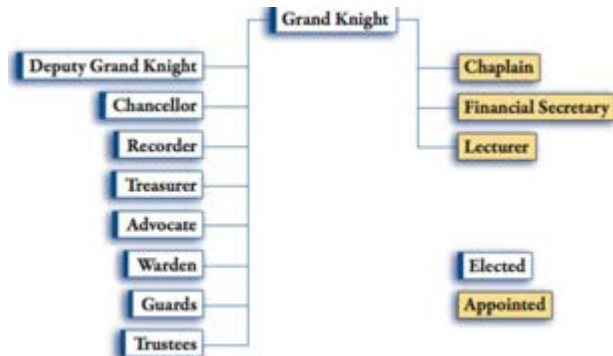 Grand Knight
Deputy Grand Knight
Chancellor
Recorder
Treasurer
Advocate
Warden
Guards
Trustees
Chaplain
Financial Secretary
Lecturer
Elected
Appointed